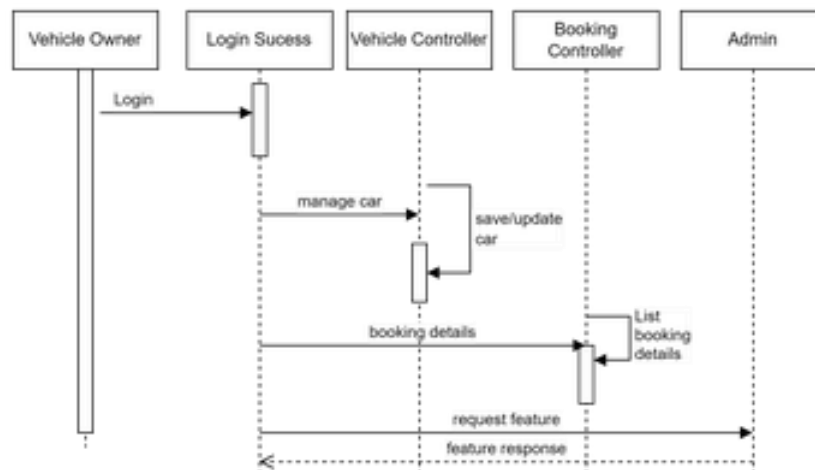 Vehicle Owner
Login Sucess
Vehicle Controller
Booking
Controller
Admin
Login
manage car
save/update
car
List
booking
details
booking details
request feature
feature response